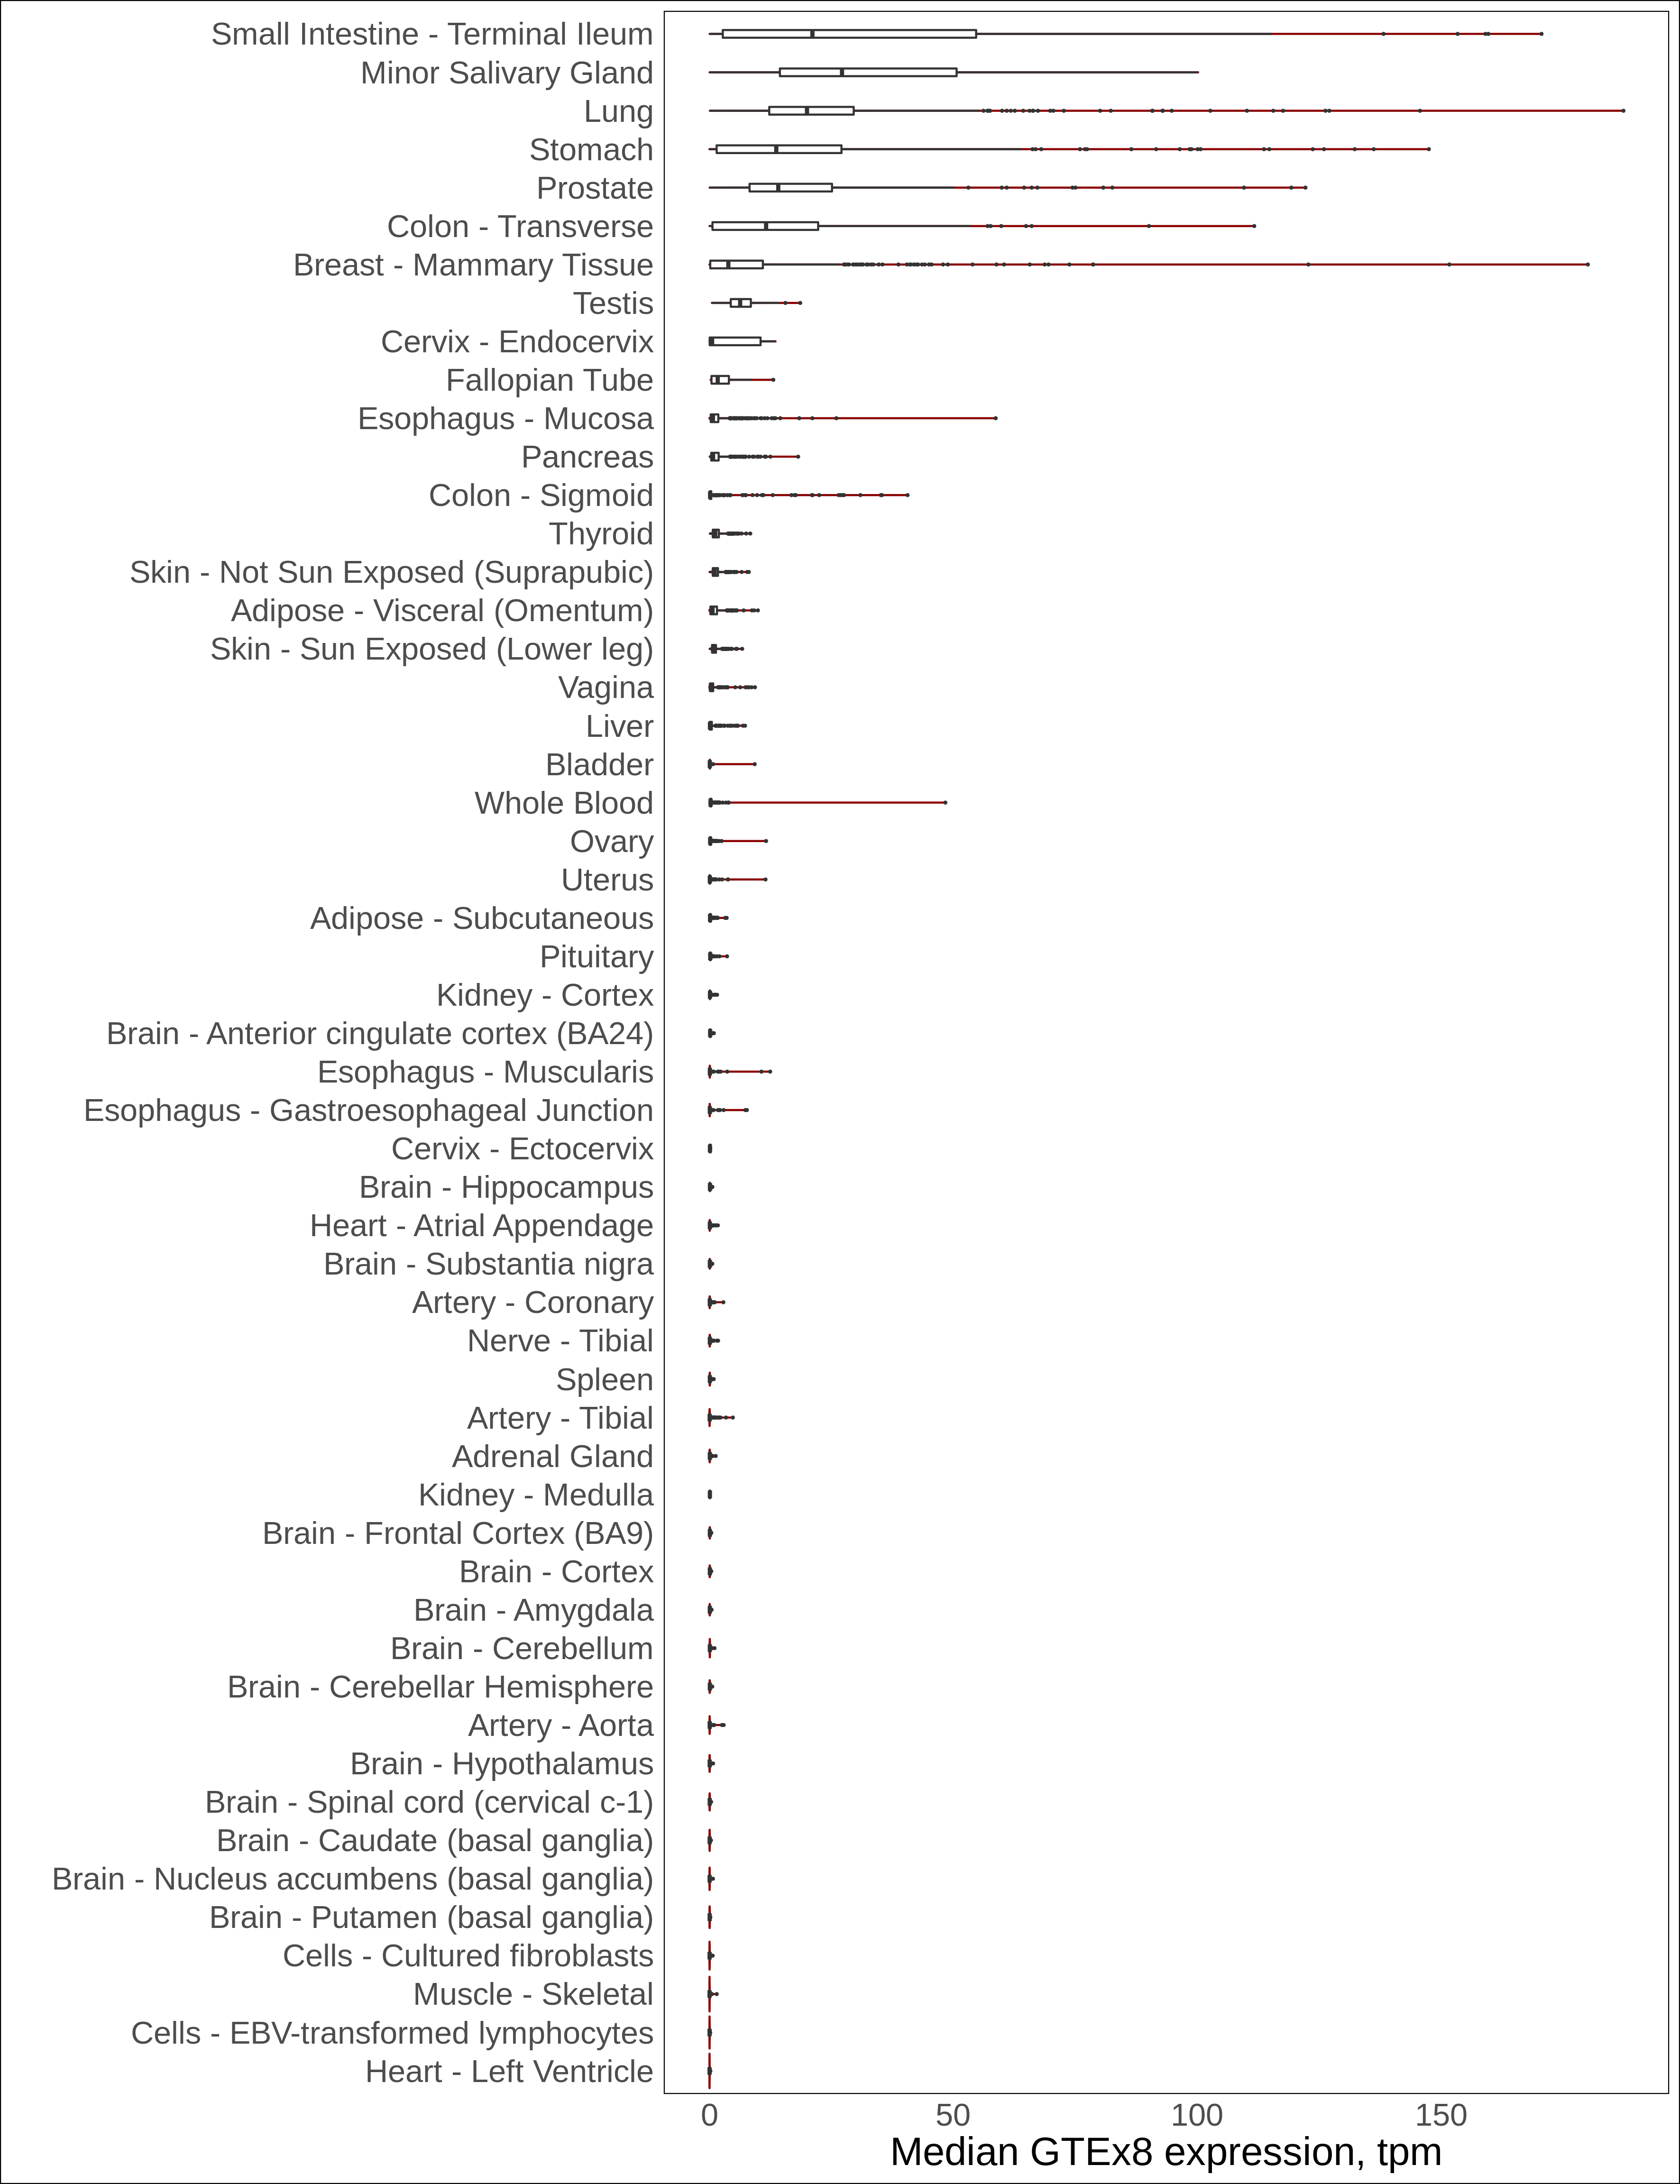 Small Intestine - Terminal Ileum
Minor Salivary Gland
Lung
Stomach
Prostate
Colon - Transverse
Breast - Mammary Tissue
Testis
Cervix - Endocervix
Fallopian Tube
Esophagus - Mucosa
Pancreas
Colon - Sigmoid
Thyroid
Skin - Not Sun Exposed (Suprapubic)
Adipose - Visceral (Omentum)
Skin - Sun Exposed (Lower leg)
Vagina
Liver
Bladder
Whole Blood
Ovary
Uterus
Adipose - Subcutaneous
Pituitary
Kidney - Cortex
Brain - Anterior cingulate cortex (BA24)
Esophagus - Muscularis
Esophagus - Gastroesophageal Junction
Cervix - Ectocervix
Brain - Hippocampus
Heart - Atrial Appendage
Brain - Substantia nigra
Artery - Coronary
Nerve - Tibial
Spleen
Artery - Tibial
Adrenal Gland
Kidney - Medulla
Brain - Frontal Cortex (BA9)
Brain - Cortex
Brain - Amygdala
Brain - Cerebellum
Brain - Cerebellar Hemisphere
Artery - Aorta
Brain - Hypothalamus
Brain - Spinal cord (cervical c-1)
Brain - Caudate (basal ganglia)
Brain - Nucleus accumbens (basal ganglia)
Brain - Putamen (basal ganglia)
Cells - Cultured fibroblasts
Muscle - Skeletal
Cells - EBV-transformed lymphocytes
Heart - Left Ventricle
0 50 100 150
Median GTEx8 expression, tpm